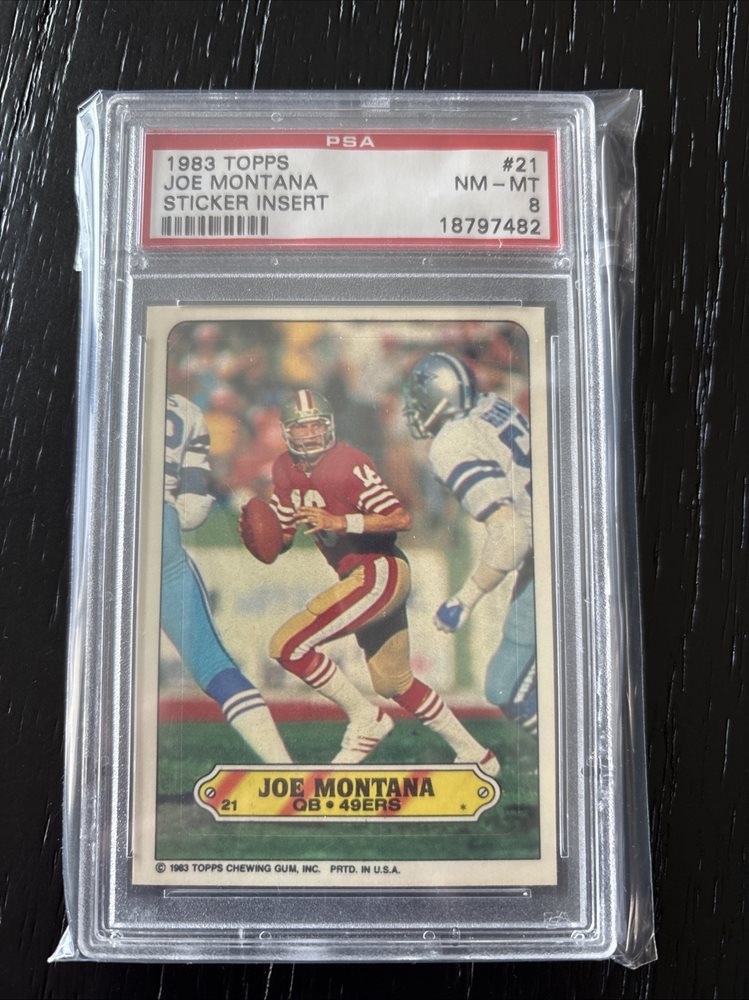 PSA
1983 TOPPS #21
JOE MONTANA NM - MT
STICKER INSERT 8
18797482
16
JOE MONTANA
21 QB • 49ERS *
© 1983 TOPPS CHEWING GUM, INC. PRTD. IN U.S.A.